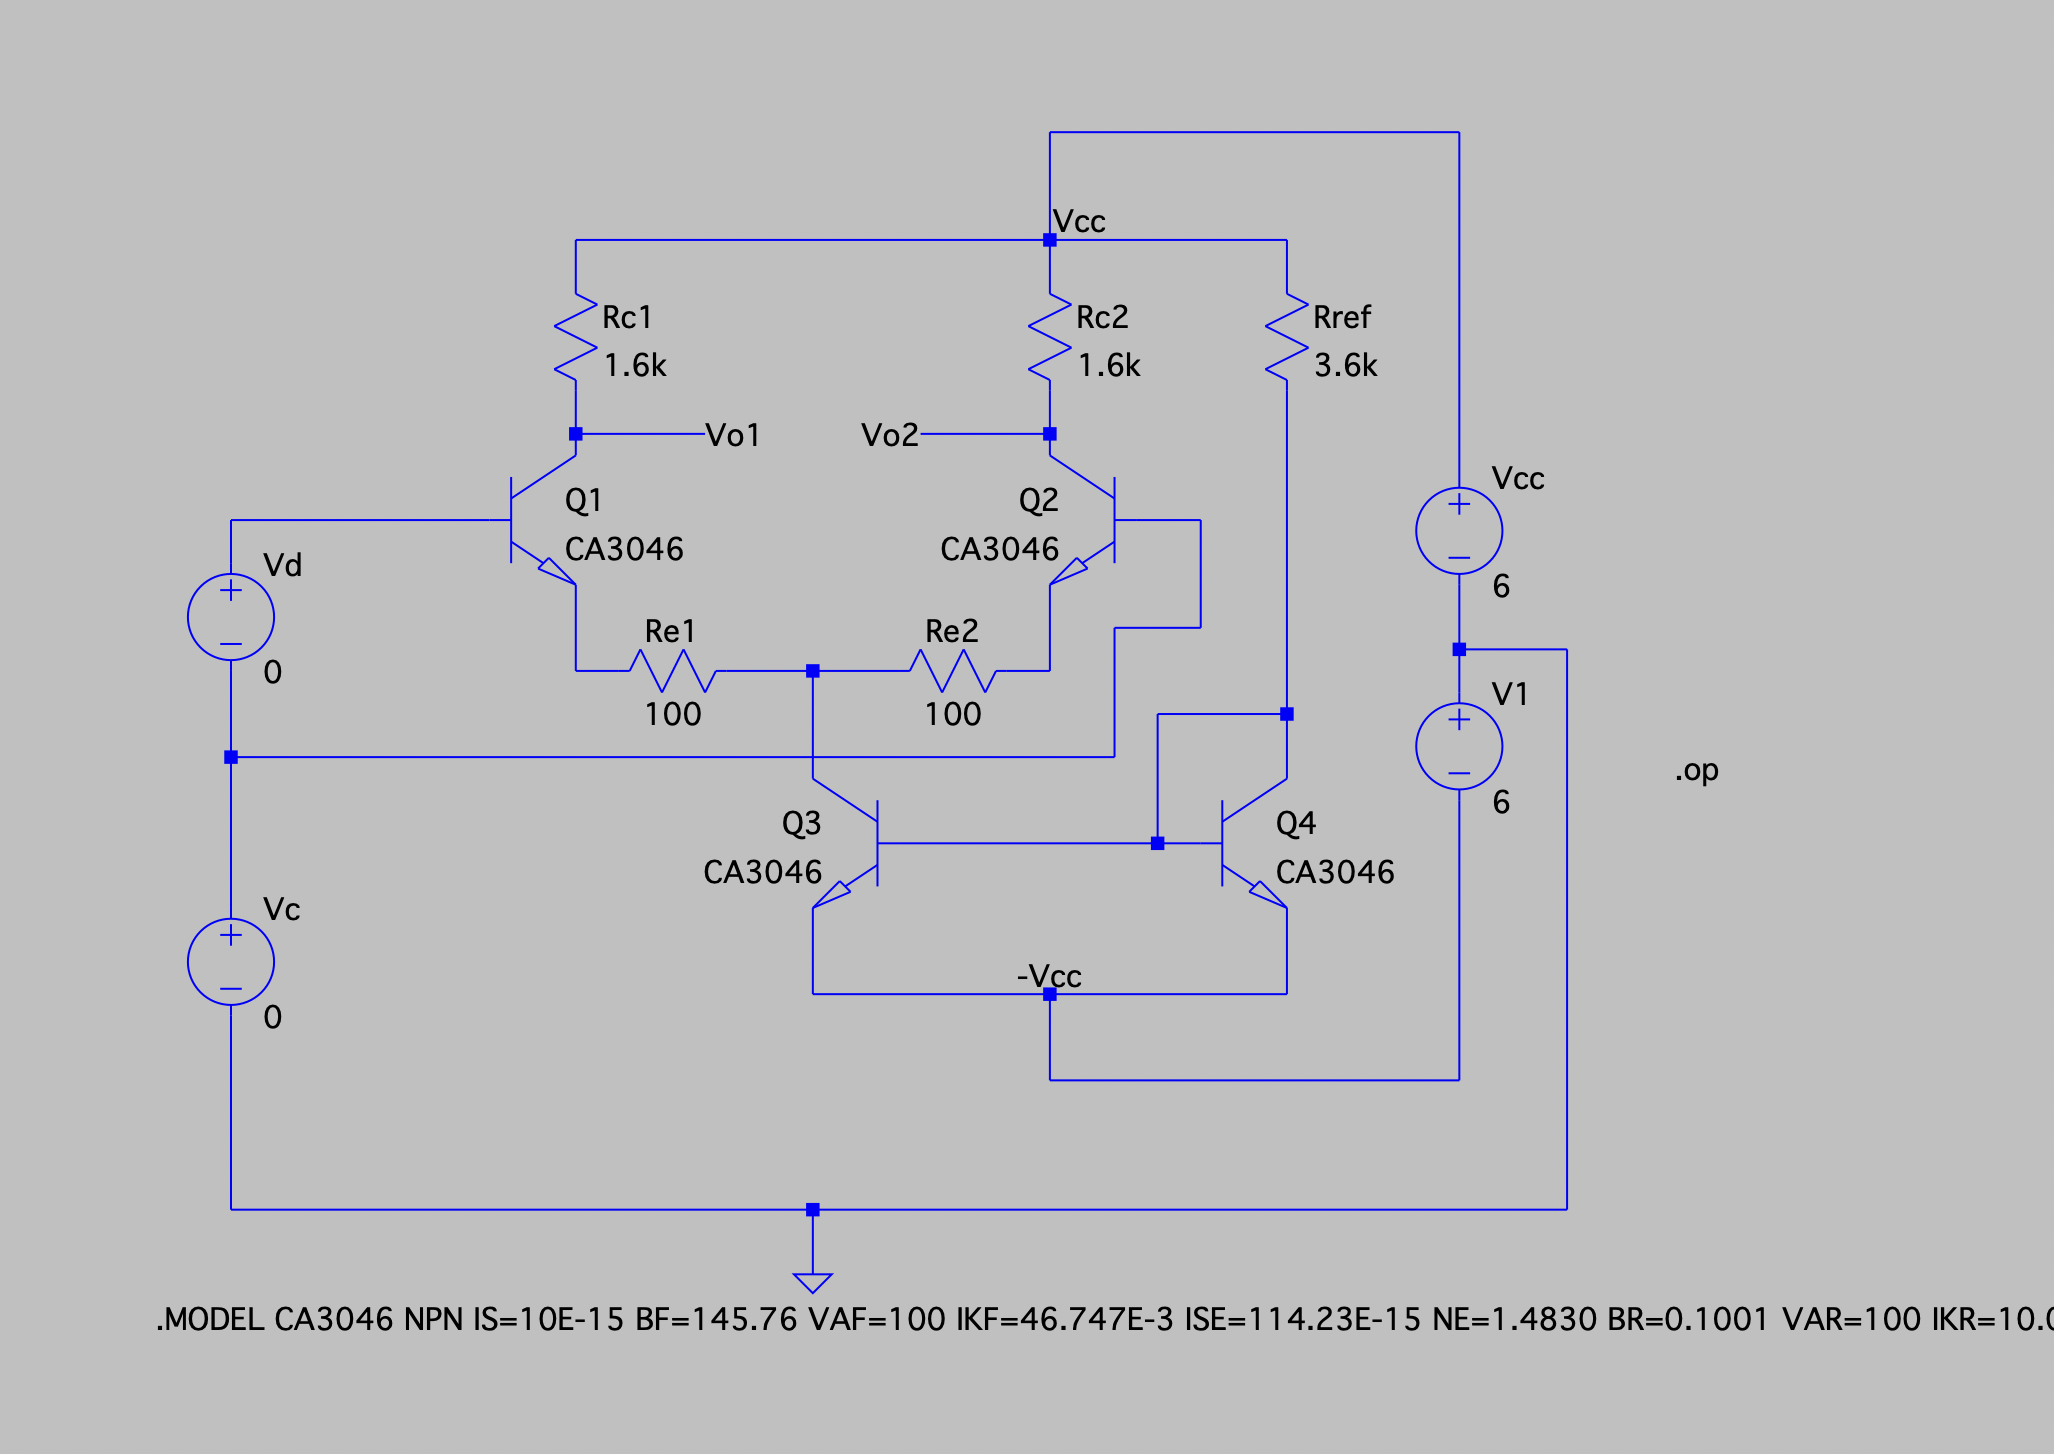 Vcc
Rc1
1.6k
Rc2
1.6k
Rref
3.6k
Vo1
Vo2
Vcc
6
Q1
CA3046
Q2
CA3046
Vd
0
Re1
100
Re2
100
V1
6
.op
Q3
CA3046
Q4
CA3046
Vc
0
-Vcc
.MODEL CA3046 NPN IS=10E-15 BF=145.76 VAF=100 IKF=46.747E-3 ISE=114.23E-15 NE=1.4830 BR=0.1001 VAR=100 IKR=10.0